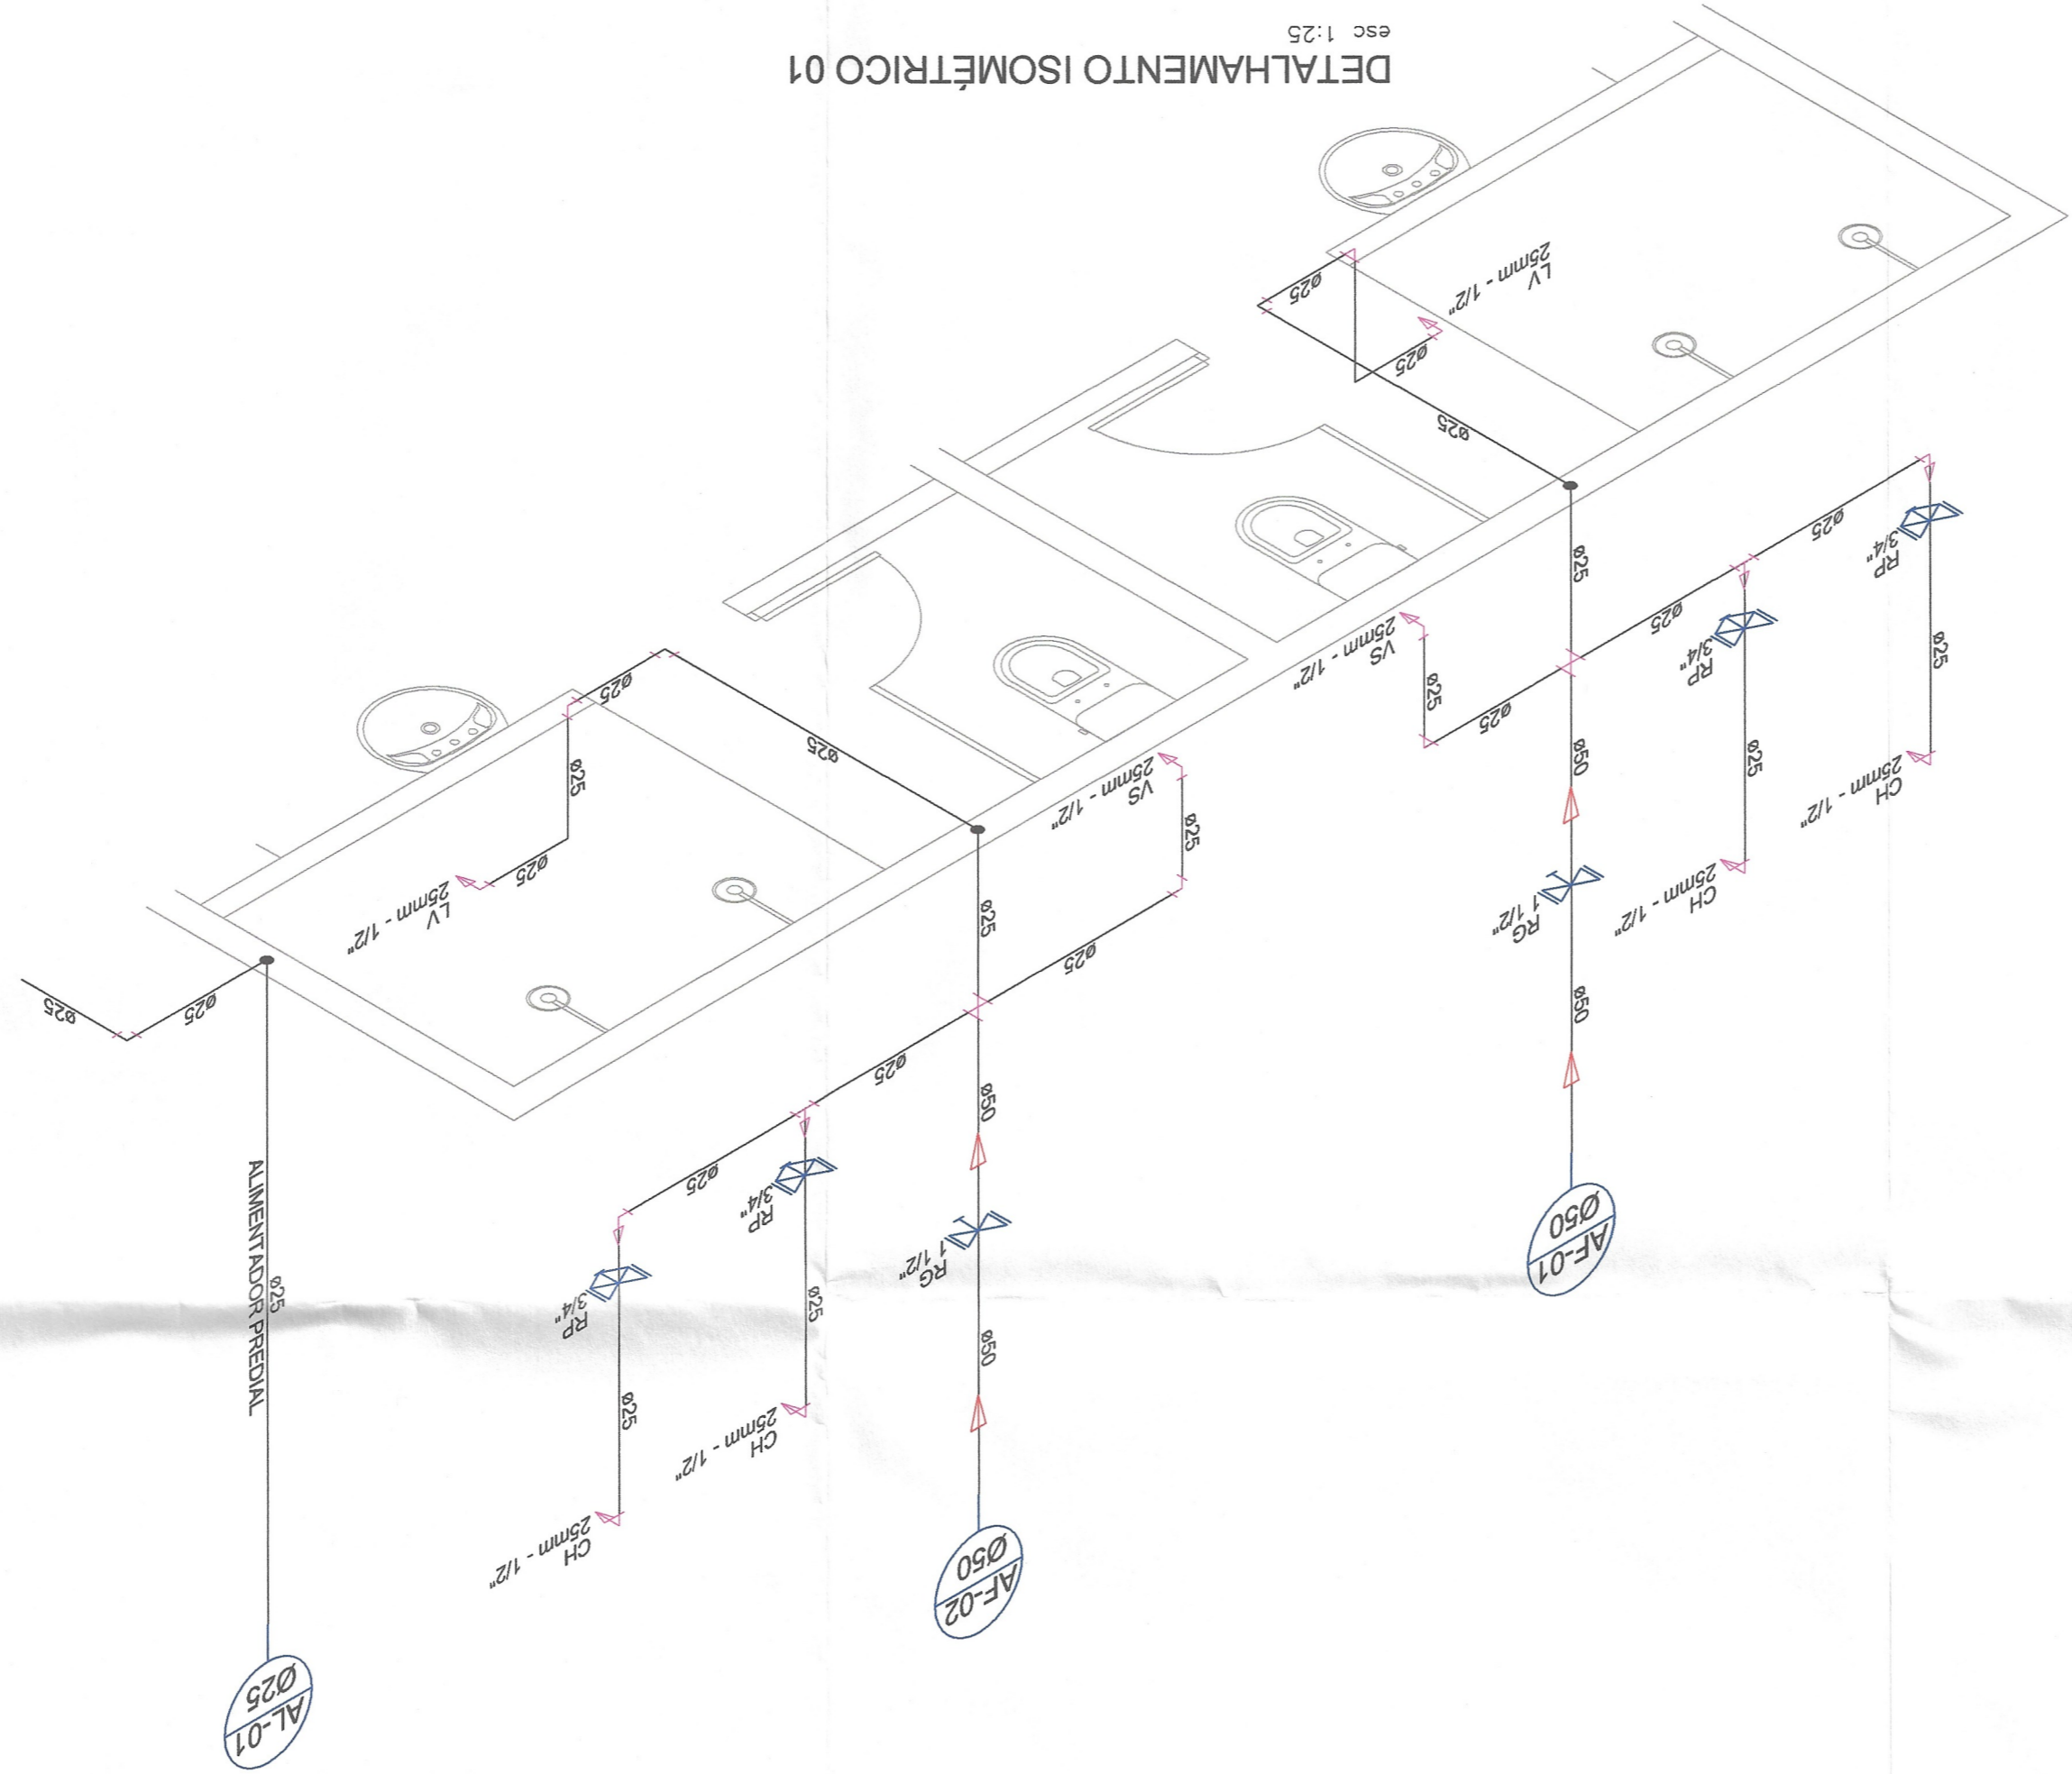 AL-01
Ø25
AF-02
Ø50
CH
25mm - 1/2"
CH
25mm - 1/2"
ø25
ø50
RP
3/4"
ø25
ALIMENTADOR PREDIAL
ø25
AF-01
Ø50
RG
1 1/2"
RP
3/4"
ø25
ø50
ø25
ø25
ø25
ø50
ø25
ø25
RG
1 1/2"
CH
25mm - 1/2"
LV
25mm - 1/2"
ø25
CH
25mm - 1/2"
ø25
VS
25mm - 1/2"
ø50
ø25
ø25
ø25
ø25
ø25
ø25
ø25
RP
3/4"
VS
25mm - 1/2"
ø25
RP
3/4"
ø25
ø25
ø25
ø25
ø25
LV
25mm - 1/2"
ø25
DETALHAMENTO ISOMÉTRICO 01
esc 1:25